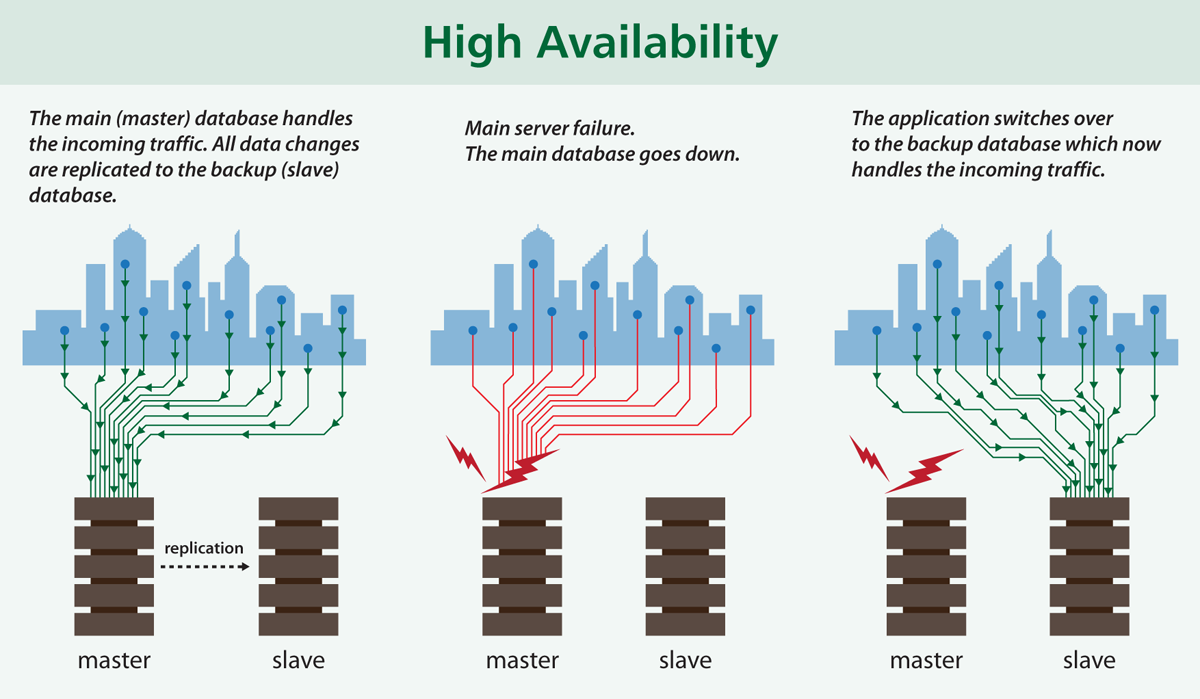 High Availability
The main (master) database handles
the incoming traffic. All data changes
are replicated to the backup (slave)
database.
Main server failure.
The main database goes down.
The application switches over
to the backup database which now
handles the incoming traffic.
replication
master
slave
master
slave
master
slave